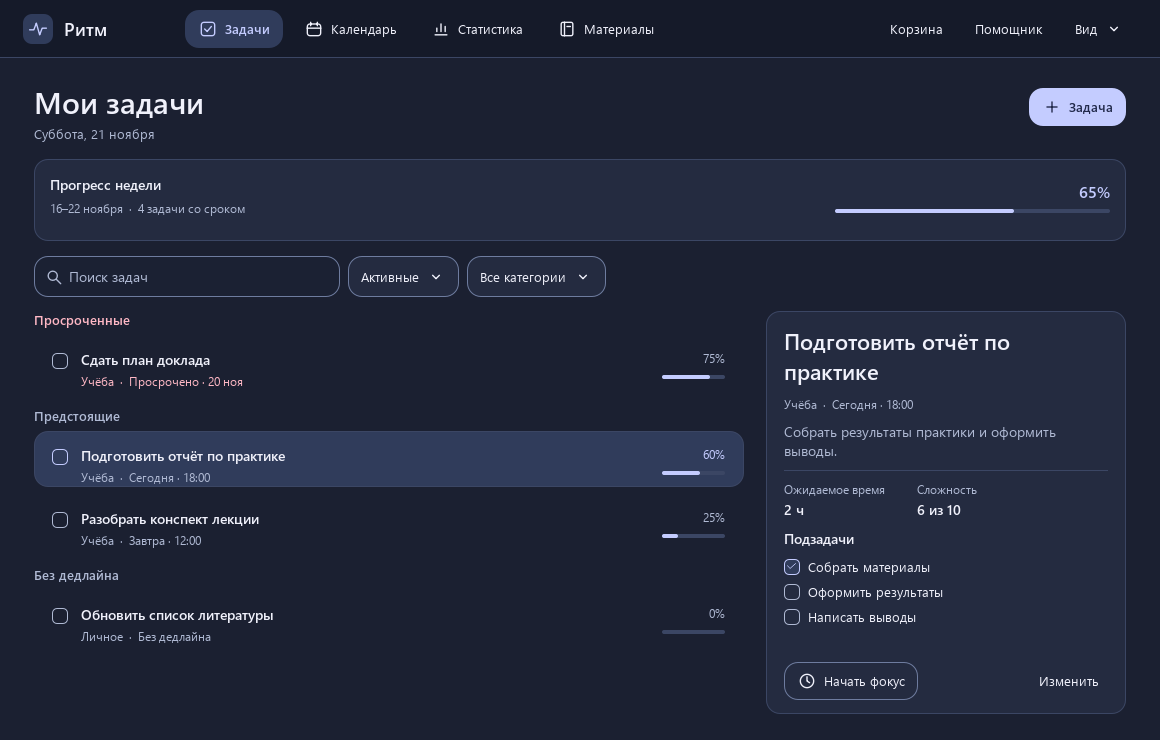 Ритм
Задачи
Календарь
Статистика
Материалы
Корзина
Помощник
Вид
Мои задачи
Суббота, 21 ноября
Задача
Прогресс недели
16–22 ноября · 4 задачи со сроком
65%
Поиск задач
Активные
Все категории
Просроченные
Сдать план доклада
75%
Учёба · Просрочено · 20 ноя
Предстоящие
Подготовить отчёт по практике
60%
Учёба · Сегодня · 18:00
Разобрать конспект лекции
25%
Учёба · Завтра · 12:00
Без дедлайна
Обновить список литературы
0%
Личное · Без дедлайна
Подготовить отчёт по
практике
Учёба · Сегодня · 18:00
Собрать результаты практики и оформить
выводы.
Ожидаемое время
Сложность
2 ч
6 из 10
Подзадачи
Собрать материалы
Оформить результаты
Написать выводы
Начать фокус
Изменить